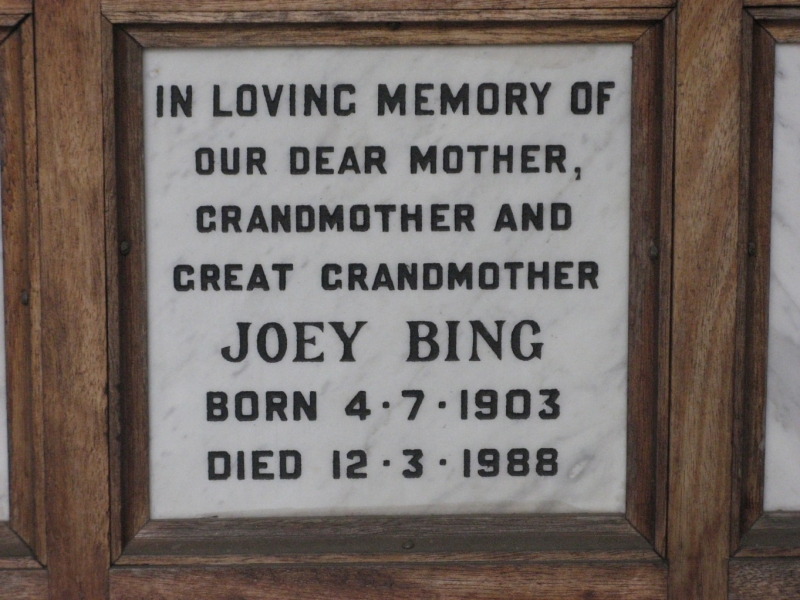 IN LOVING MEMORY OF
OUR DEAR MOTHER,
GRANDMOTHER AND
GREAT GRANDMOTHER
JOEY BING
BORN 4·7·1903
DIED 12·3·1988